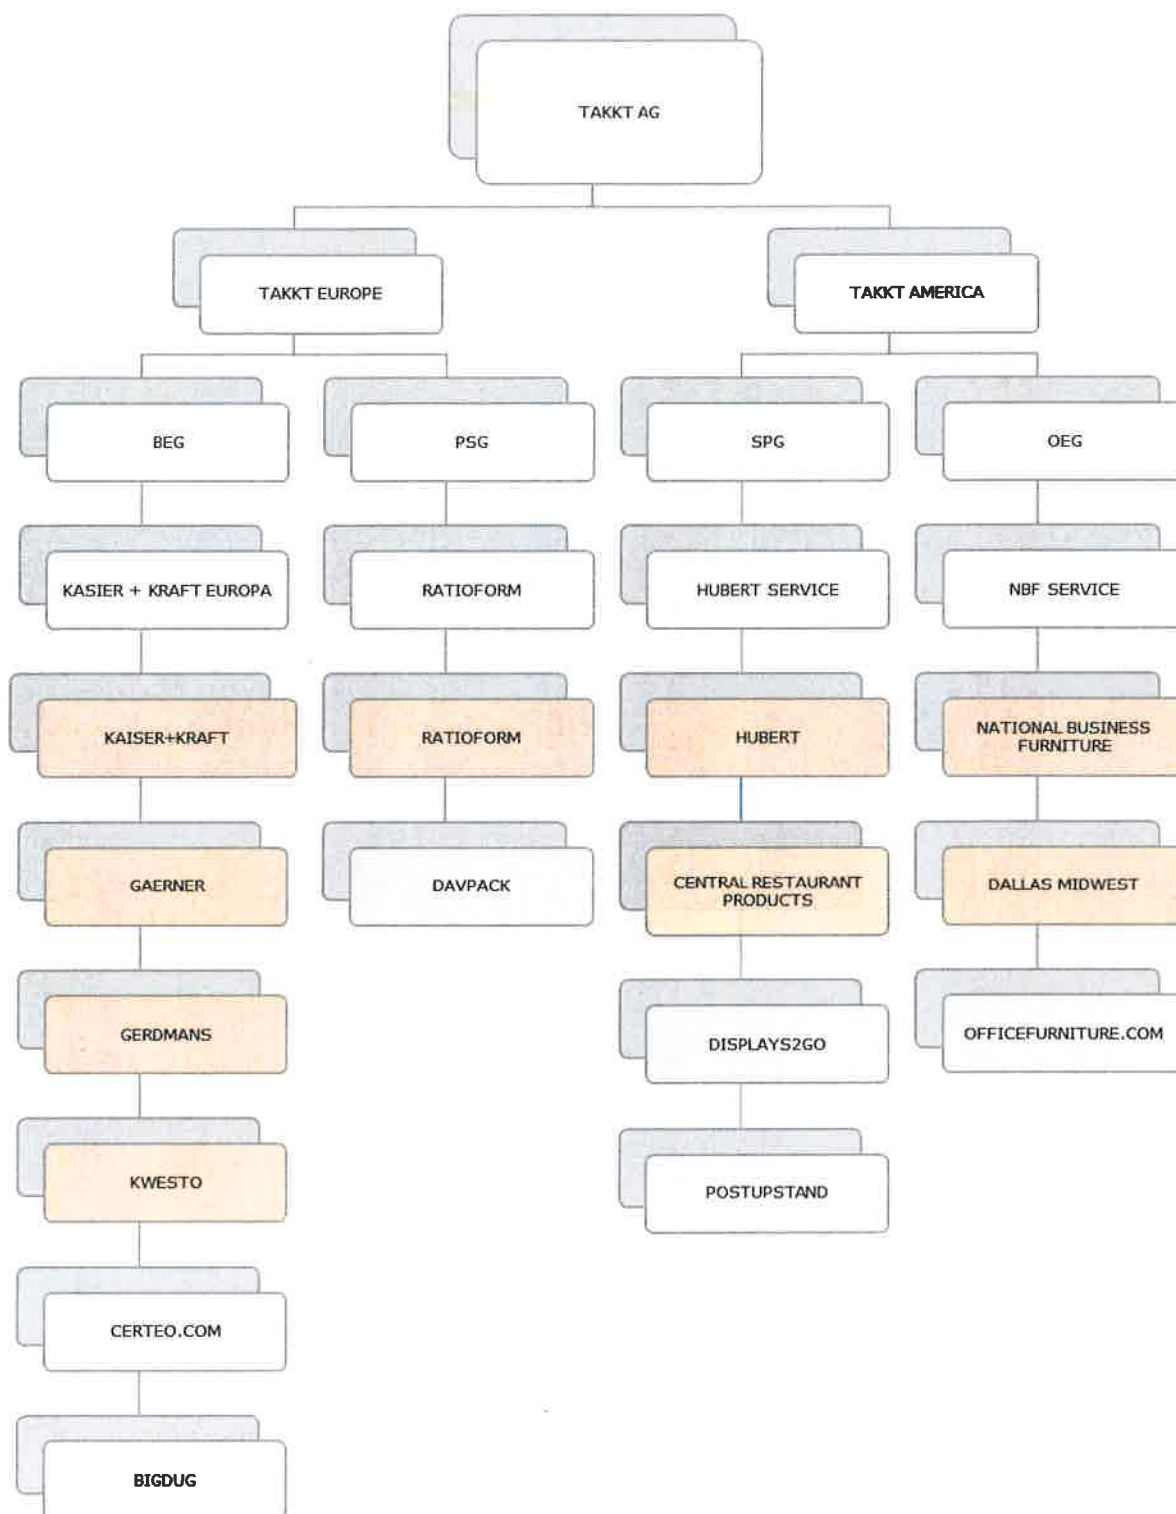 TAKKT AG
TAKKT EUROPE
TAKKT AMERICA
BEG
PSG
SPG
OEG
KASIER + KRAFT EUROPA
RATIOFORM
HUBERT SERVICE
NBF SERVICE
KAISER+KRAFT
RATIOFORM
HUBERT
NATIONAL BUSINESS
FURNITURE
GAERNER
DAVPACK
CENTRAL RESTAURANT
PRODUCTS
DALLAS MIDWEST
GERDMANS
DISPLAYS2GO
OFFICEFURNITURE.COM
KWESTO
POSTUPSTAND
CERTEO.COM
BIGDUG